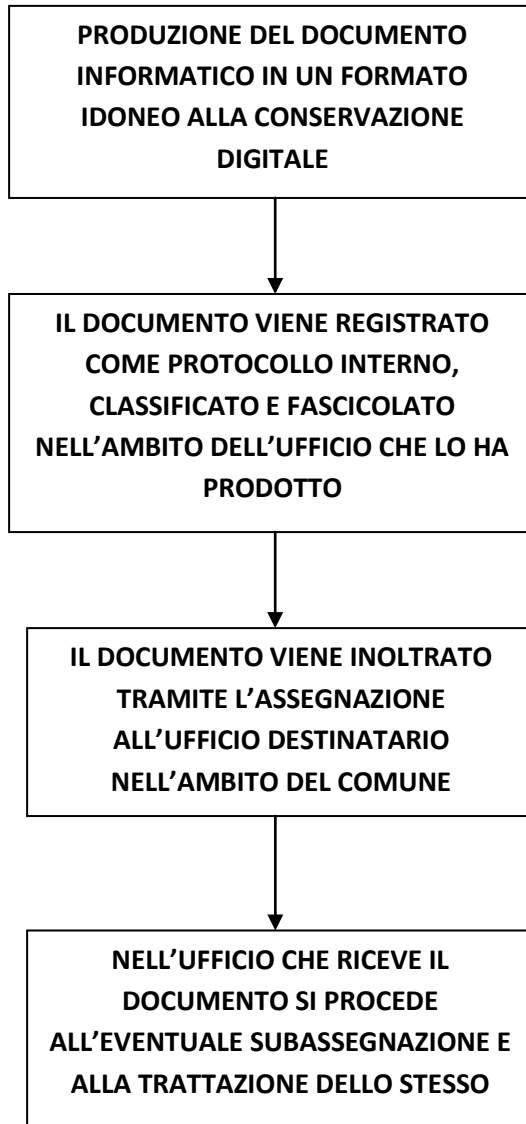 PRODUZIONE DEL DOCUMENTO
INFORMATICO IN UN FORMATO
IDONEO ALLA CONSERVAZIONE
DIGITALE
IL DOCUMENTO VIENE REGISTRATO
COME PROTOCOLLO INTERNO,
CLASSIFICATO E FASCICOLATO
NELL’AMBITO DELL’UFFICIO CHE LO HA
PRODOTTO
IL DOCUMENTO VIENE INOLTRATO
TRAMITE L’ASSEGNAZIONE
ALL’UFFICIO DESTINATARIO
NELL’AMBITO DEL COMUNE
NELL’UFFICIO CHE RICEVE IL
DOCUMENTO SI PROCEDE
ALL’EVENTUALE SUBASSEGNAZIONE E
ALLA TRATTAZIONE DELLO STESSO